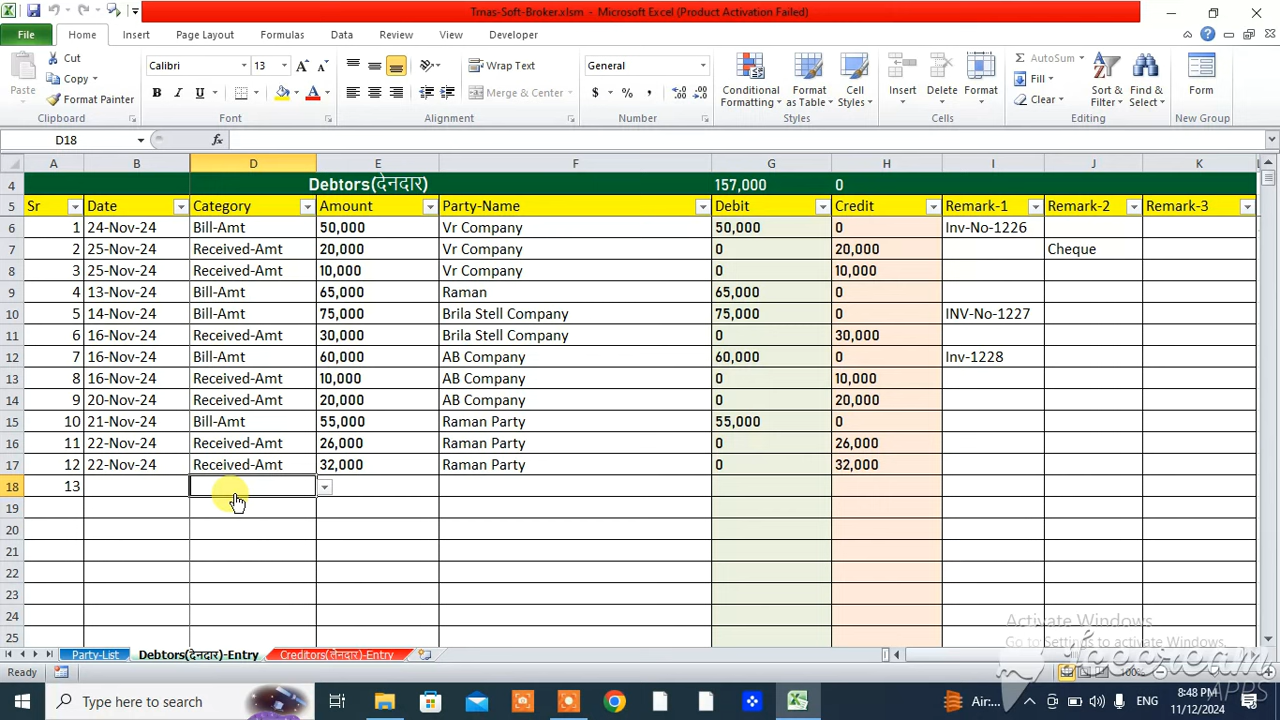 Trnas-Soft-Broker.xlsm - Microsoft Excel (Product Activation Failed)
File Home Insert Page Layout Formulas Data Review View Developer
Paste Cut Copy Format Painter Clipboard
Calibri 13 B I U A Font
Wrap Text Merge & Center Alignment
General $ % , Number
Conditional Formatting Format as Table Cell Styles Styles
Insert Delete Format Cells
AutoSum Fill Clear Sort & Filter Find & Select Editing
Form New Group
D18 fx
A B D E F G H I J K
4 Debtors(देनदार) 157,000 0
5 Sr Date Category Amount Party-Name Debit Credit Remark-1 Remark-2 Remark-3
6 1 24-Nov-24 Bill-Amt 50,000 Vr Company 50,000 0 Inv-No-1226
7 2 25-Nov-24 Received-Amt 20,000 Vr Company 0 20,000 Cheque
8 3 25-Nov-24 Received-Amt 10,000 Vr Company 0 10,000
9 4 13-Nov-24 Bill-Amt 65,000 Raman 65,000 0
10 5 14-Nov-24 Bill-Amt 75,000 Brila Stell Company 75,000 0 INV-No-1227
11 6 16-Nov-24 Received-Amt 30,000 Brila Stell Company 0 30,000
12 7 16-Nov-24 Bill-Amt 60,000 AB Company 60,000 0 Inv-1228
13 8 16-Nov-24 Received-Amt 10,000 AB Company 0 10,000
14 9 20-Nov-24 Received-Amt 20,000 AB Company 0 20,000
15 10 21-Nov-24 Bill-Amt 55,000 Raman Party 55,000 0
16 11 22-Nov-24 Received-Amt 26,000 Raman Party 0 26,000
17 12 22-Nov-24 Received-Amt 32,000 Raman Party 0 32,000
18 13
19
20
21
22
23
24 Activate Windows
25 Go to Settings to activate Windows.
Party-List Debtors(देनदार)-Entry Creditors(लेनदार)-Entry
Ready 100%
icecream APPS
Type here to search Air:... ENG 8:48 PM
11/12/2024